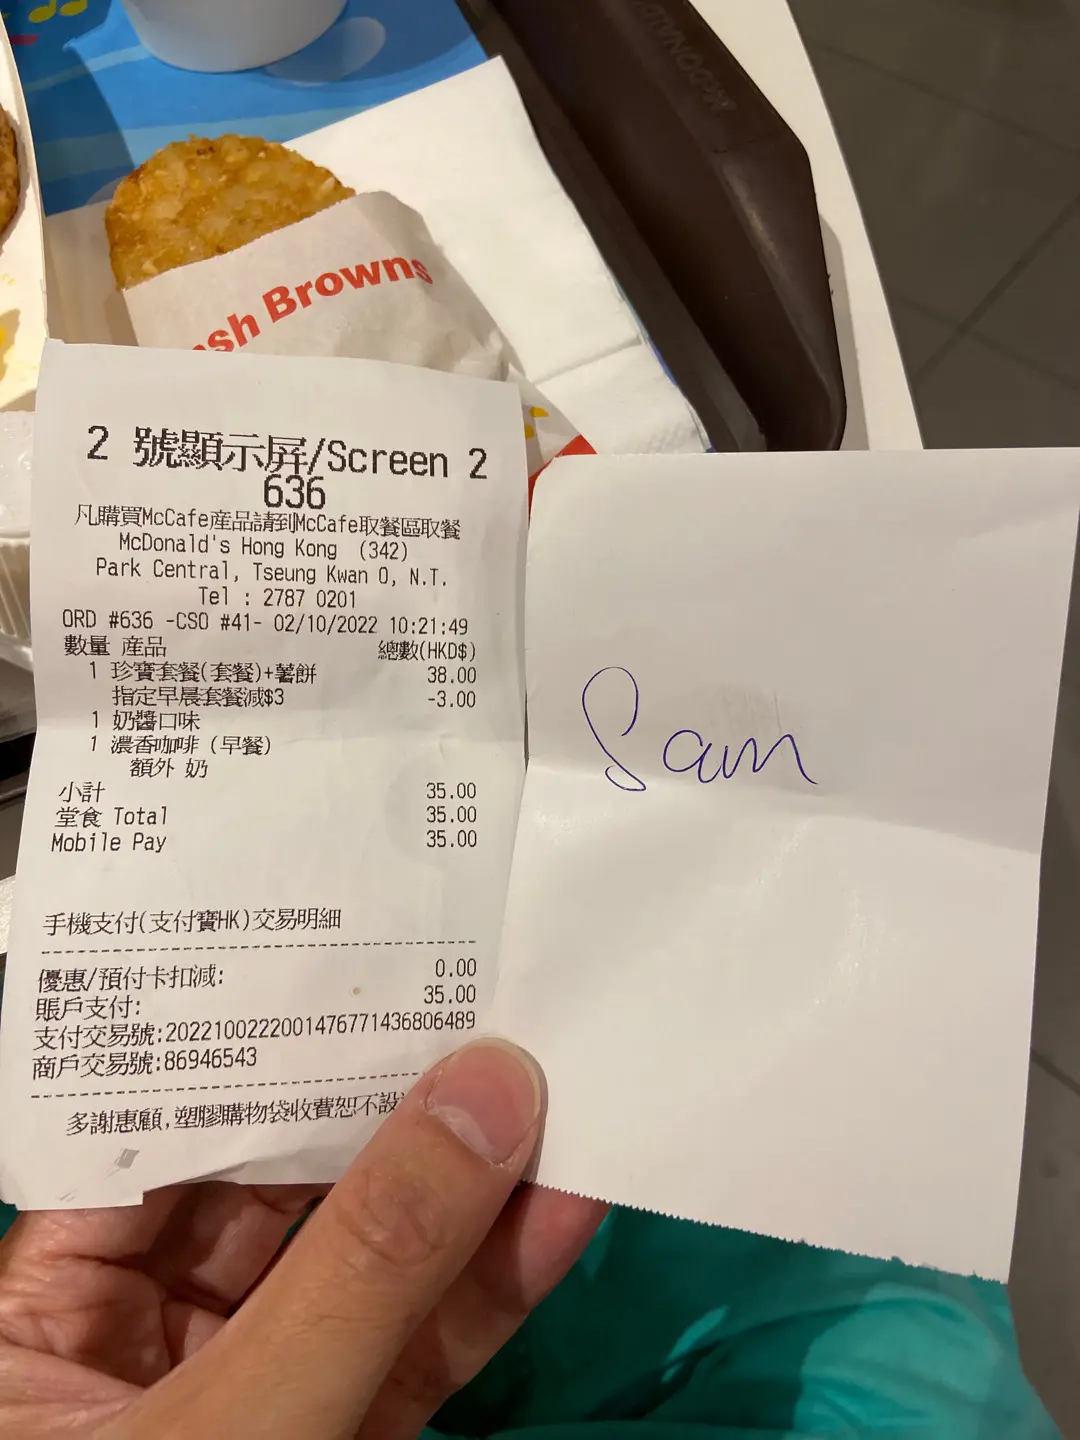 sh Browns
2 號顯示屏/Screen 2
636
凡購買McCafe產品請到McCafe取餐區取餐
McDonald's Hong Kong (342)
Park Central, Tseung Kwan O, N.T.
Tel : 2787 0201
ORD #636 -CSO #41- 02/10/2022 10:21:49
數量 產品 總數(HKD$)
1 珍寶套餐(套餐)+薯餅 38.00
指定早晨套餐減$3 -3.00
1 奶醬口味
1 濃香咖啡 (早餐)
額外 奶
小計 35.00
堂食 Total 35.00
Mobile Pay 35.00
手機支付(支付寶HK)交易明細
優惠/預付卡扣減: 0.00
賬戶支付: 35.00
支付交易號:2022100222001476771436806489
商戶交易號:86946543
多謝惠顧,塑膠購物袋收費恕不設
Sam